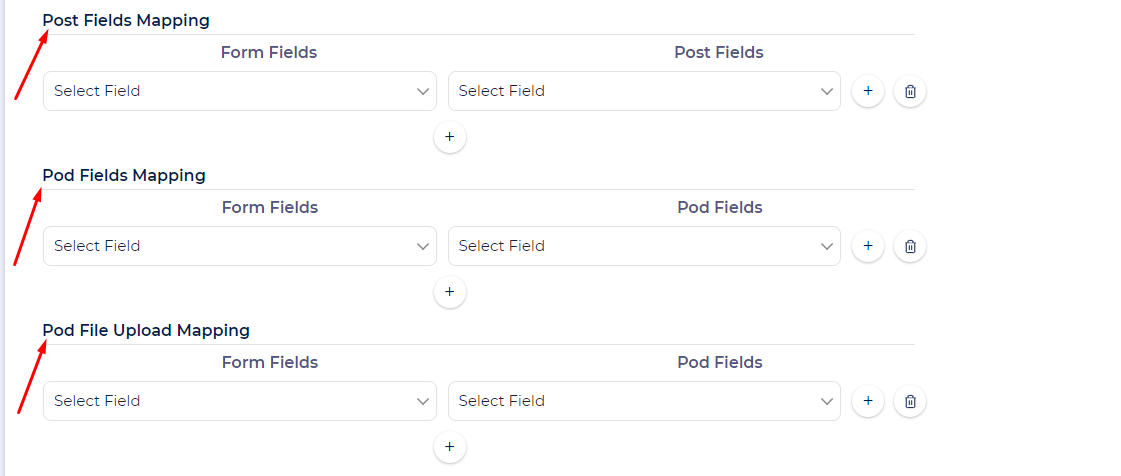 Post Fields Mapping
Form Fields Post Fields
Select Field Select Field + 
+
Pod Fields Mapping
Form Fields Pod Fields
Select Field Select Field +
+
Pod File Upload Mapping
Form Fields Pod Fields
Select Field Select Field +
+